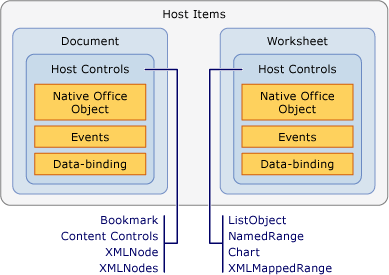 Host Items
Document
Host Controls
Native Office
Object
Events
Data-binding
Worksheet
Host Controls
Native Office
Object
Events
Data-binding
Bookmark
Content Controls
XMLNode
XMLNodes
ListObject
NamedRange
Chart
XMLMappedRange